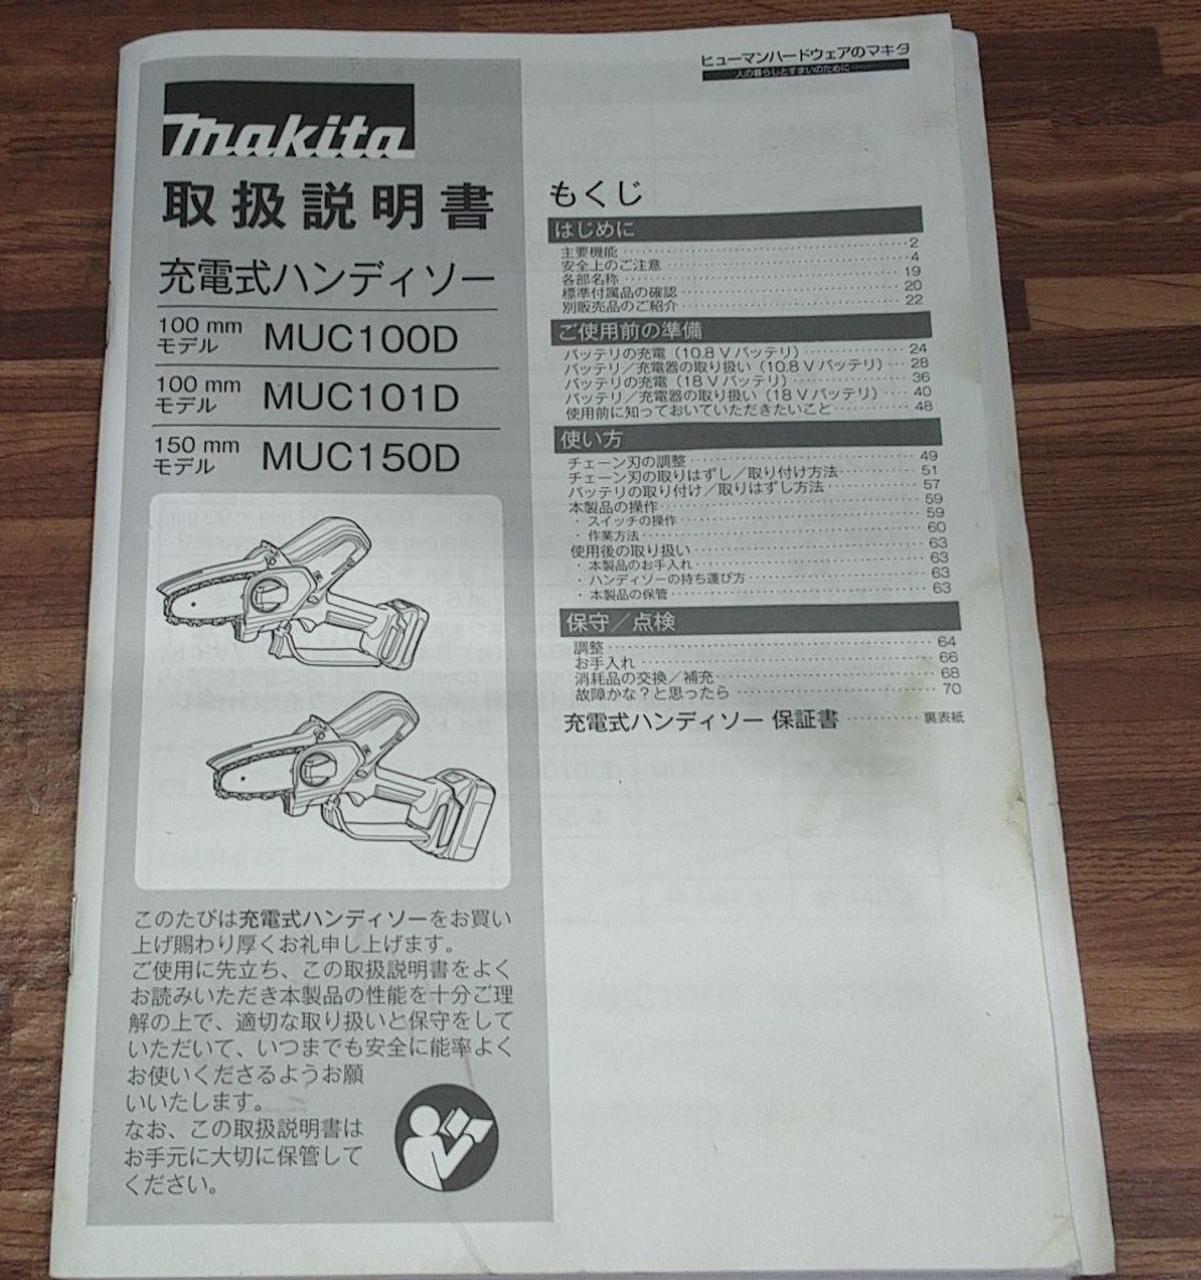 ヒューマンハードウェアのマキタ
人の暮らしとすまいのために
makita
取扱説明書
充電式ハンディソー
100 mm モデル MUC100D
100 mm モデル MUC101D
150 mm モデル MUC150D
このたびは充電式ハンディソーをお買い
上げ賜わり厚くお礼申し上げます。
ご使用に先立ち、この取扱説明書をよく
お読みいただき本製品の性能を十分ご理
解の上で、適切な取り扱いと保守をして
いただいて、いつまでも安全に能率よく
お使いくださるようお願
いいたします。
なお、この取扱説明書は
お手元に大切に保管して
ください。
もくじ
はじめに
主要機能 2
安全上のご注意 4
各部名称 19
標準付属品の確認 20
別販売品のご紹介 22
ご使用前の準備
バッテリの充電（10.8 V バッテリ） 24
バッテリ／充電器の取り扱い（10.8 V バッテリ） 28
バッテリの充電（18 V バッテリ） 36
バッテリ／充電器の取り扱い（18 V バッテリ） 40
使用前に知っておいていただきたいこと 48
使い方
チェーン刃の調整 49
チェーン刃の取りはずし／取り付け方法 51
バッテリの取り付け／取りはずし方法 57
本製品の操作 59
・ スイッチの操作 59
・ 作業方法 60
使用後の取り扱い 63
・ 本製品のお手入れ 63
・ ハンディソーの持ち運び方 63
・ 本製品の保管 63
保守／点検
調整 64
お手入れ 66
消耗品の交換／補充 68
故障かな？と思ったら 70
充電式ハンディソー 保証書 裏表紙